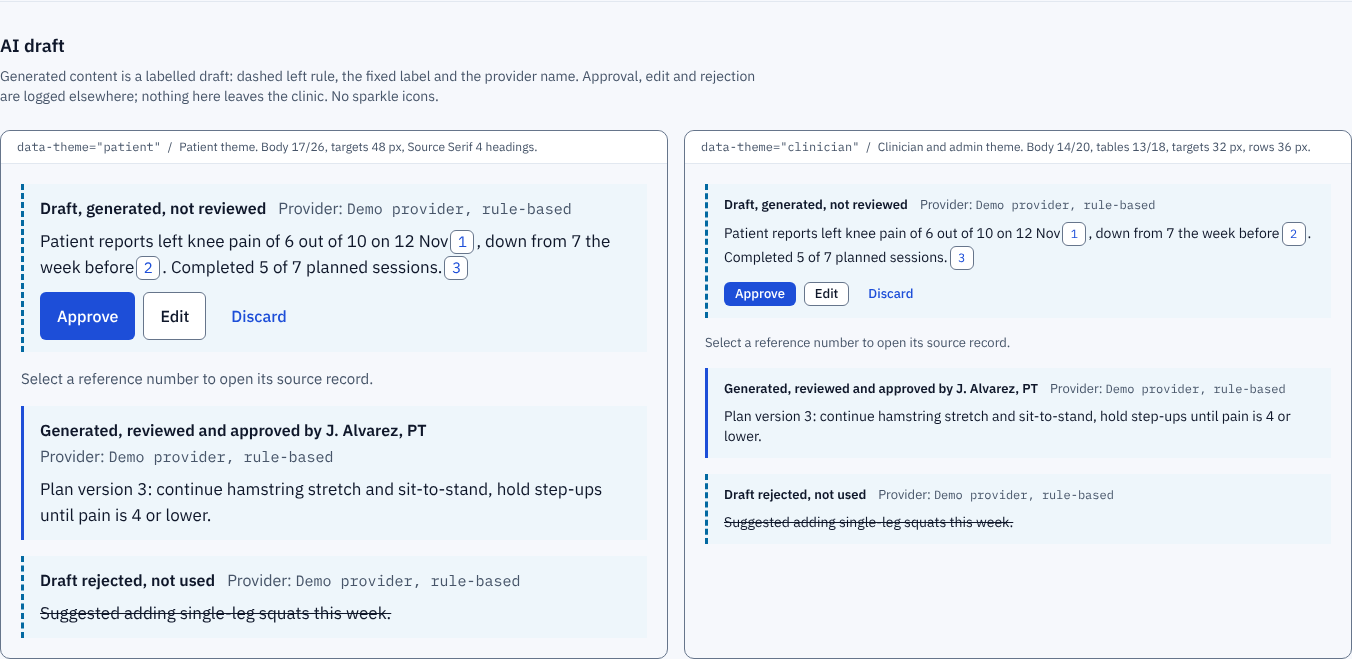 AI draft
Generated content is a labelled draft: dashed left rule, the fixed label and the provider name. Approval, edit and rejection
are logged elsewhere; nothing here leaves the clinic. No sparkle icons.
data-theme="patient" / Patient theme. Body 17/26, targets 48 px, Source Serif 4 headings.
Draft, generated, not reviewed Provider: Demo provider, rule-based
Patient reports left knee pain of 6 out of 10 on 12 Nov 1 , down from 7 the
week before 2 . Completed 5 of 7 planned sessions. 3
Approve Edit Discard
Select a reference number to open its source record.
Generated, reviewed and approved by J. Alvarez, PT
Provider: Demo provider, rule-based
Plan version 3: continue hamstring stretch and sit-to-stand, hold step-ups
until pain is 4 or lower.
Draft rejected, not used Provider: Demo provider, rule-based
Suggested adding single-leg squats this week.
data-theme="clinician" / Clinician and admin theme. Body 14/20, tables 13/18, targets 32 px, rows 36 px.
Draft, generated, not reviewed Provider: Demo provider, rule-based
Patient reports left knee pain of 6 out of 10 on 12 Nov 1 , down from 7 the week before 2 .
Completed 5 of 7 planned sessions. 3
Approve Edit Discard
Select a reference number to open its source record.
Generated, reviewed and approved by J. Alvarez, PT Provider: Demo provider, rule-based
Plan version 3: continue hamstring stretch and sit-to-stand, hold step-ups until pain is 4 or
lower.
Draft rejected, not used Provider: Demo provider, rule-based
Suggested adding single-leg squats this week.